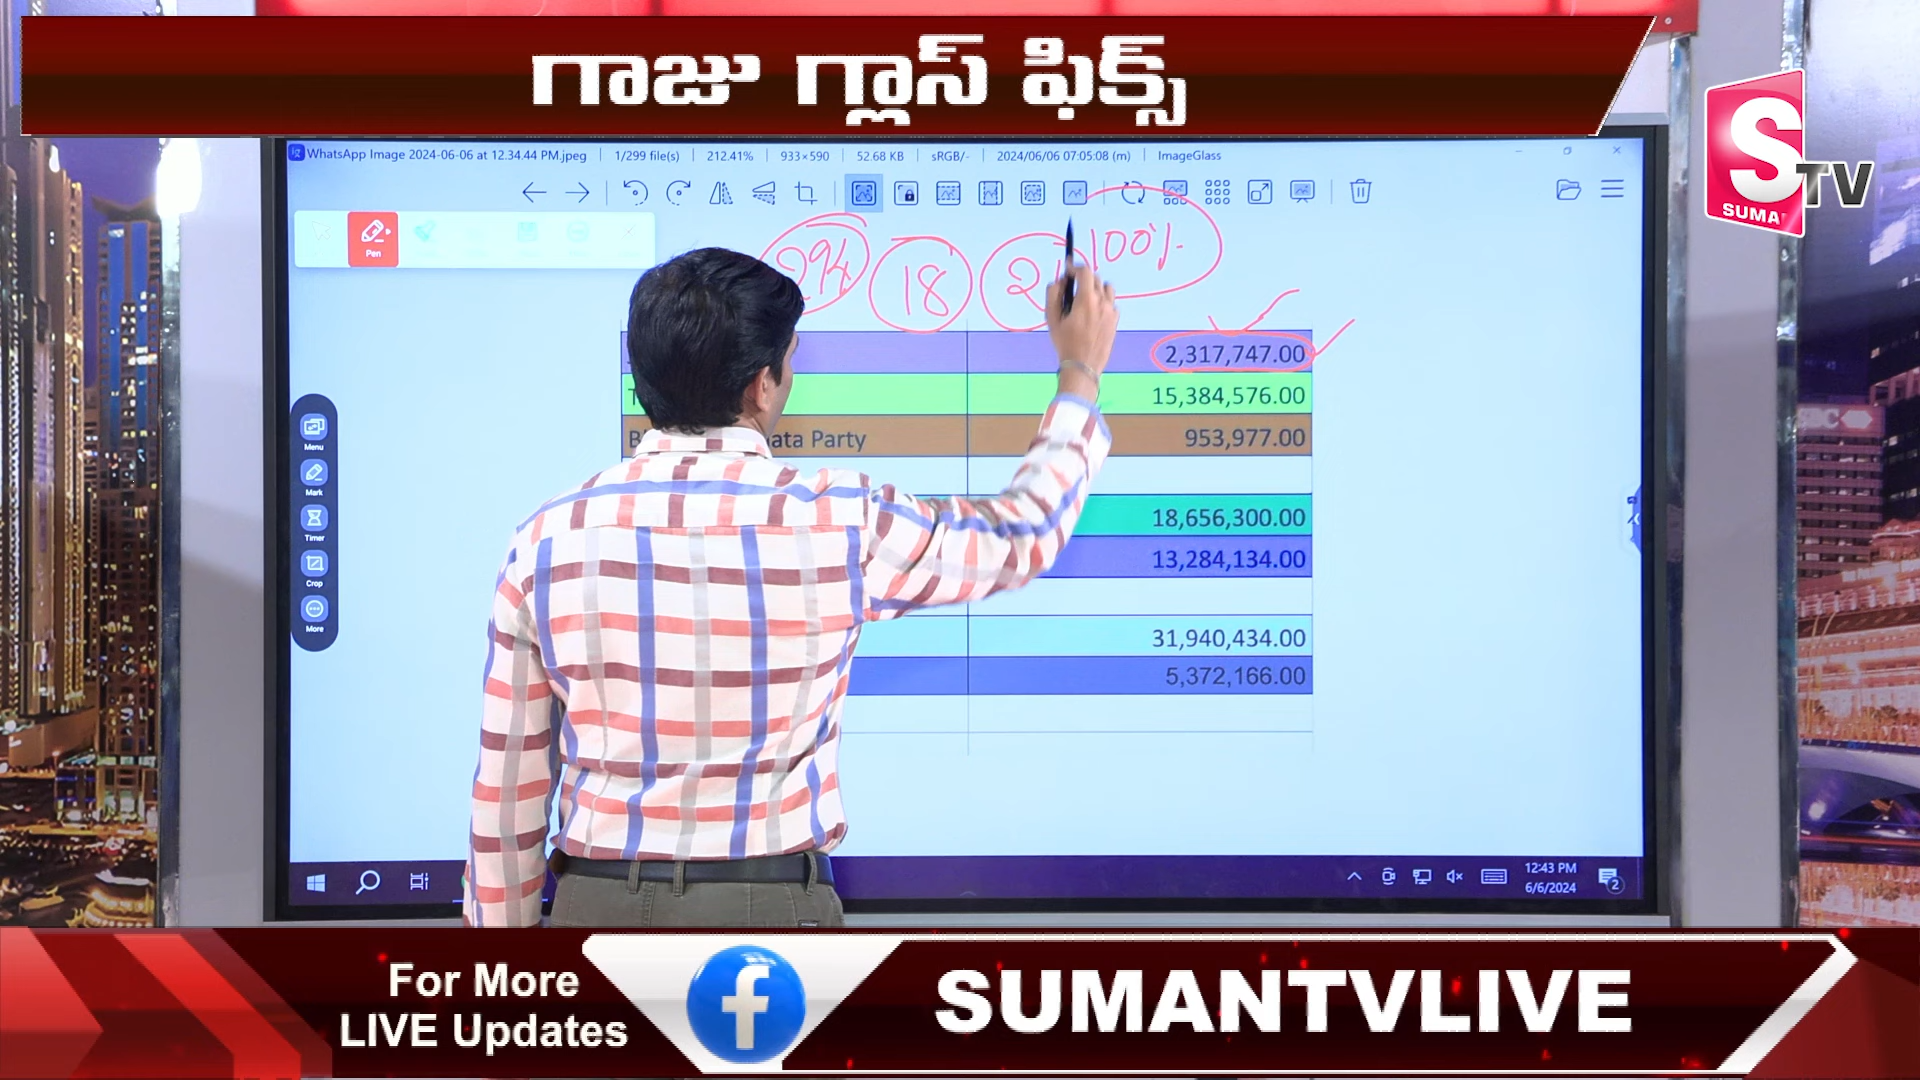 గాజు గ్లాస్ ఫిక్స్
S
TV
SUMA
WhatsApp Image 2024-06-06 at 12.34.44 PM.jpeg | 1/299 file(s) | 212.41% | 933×590 | 52.68 KB | sRGB/- | 2024/06/06 07:05:08 (m) | ImageGlass
Pen
294 18 21 100%
2,317,747.00
15,384,576.00
Party 953,977.00
18,656,300.00
13,284,134.00
31,940,434.00
5,372,166.00
Menu
Mark
Timer
Crop
More
12:43 PM
6/6/2024
2
For More
LIVE Updates
f
SUMANTVLIVE